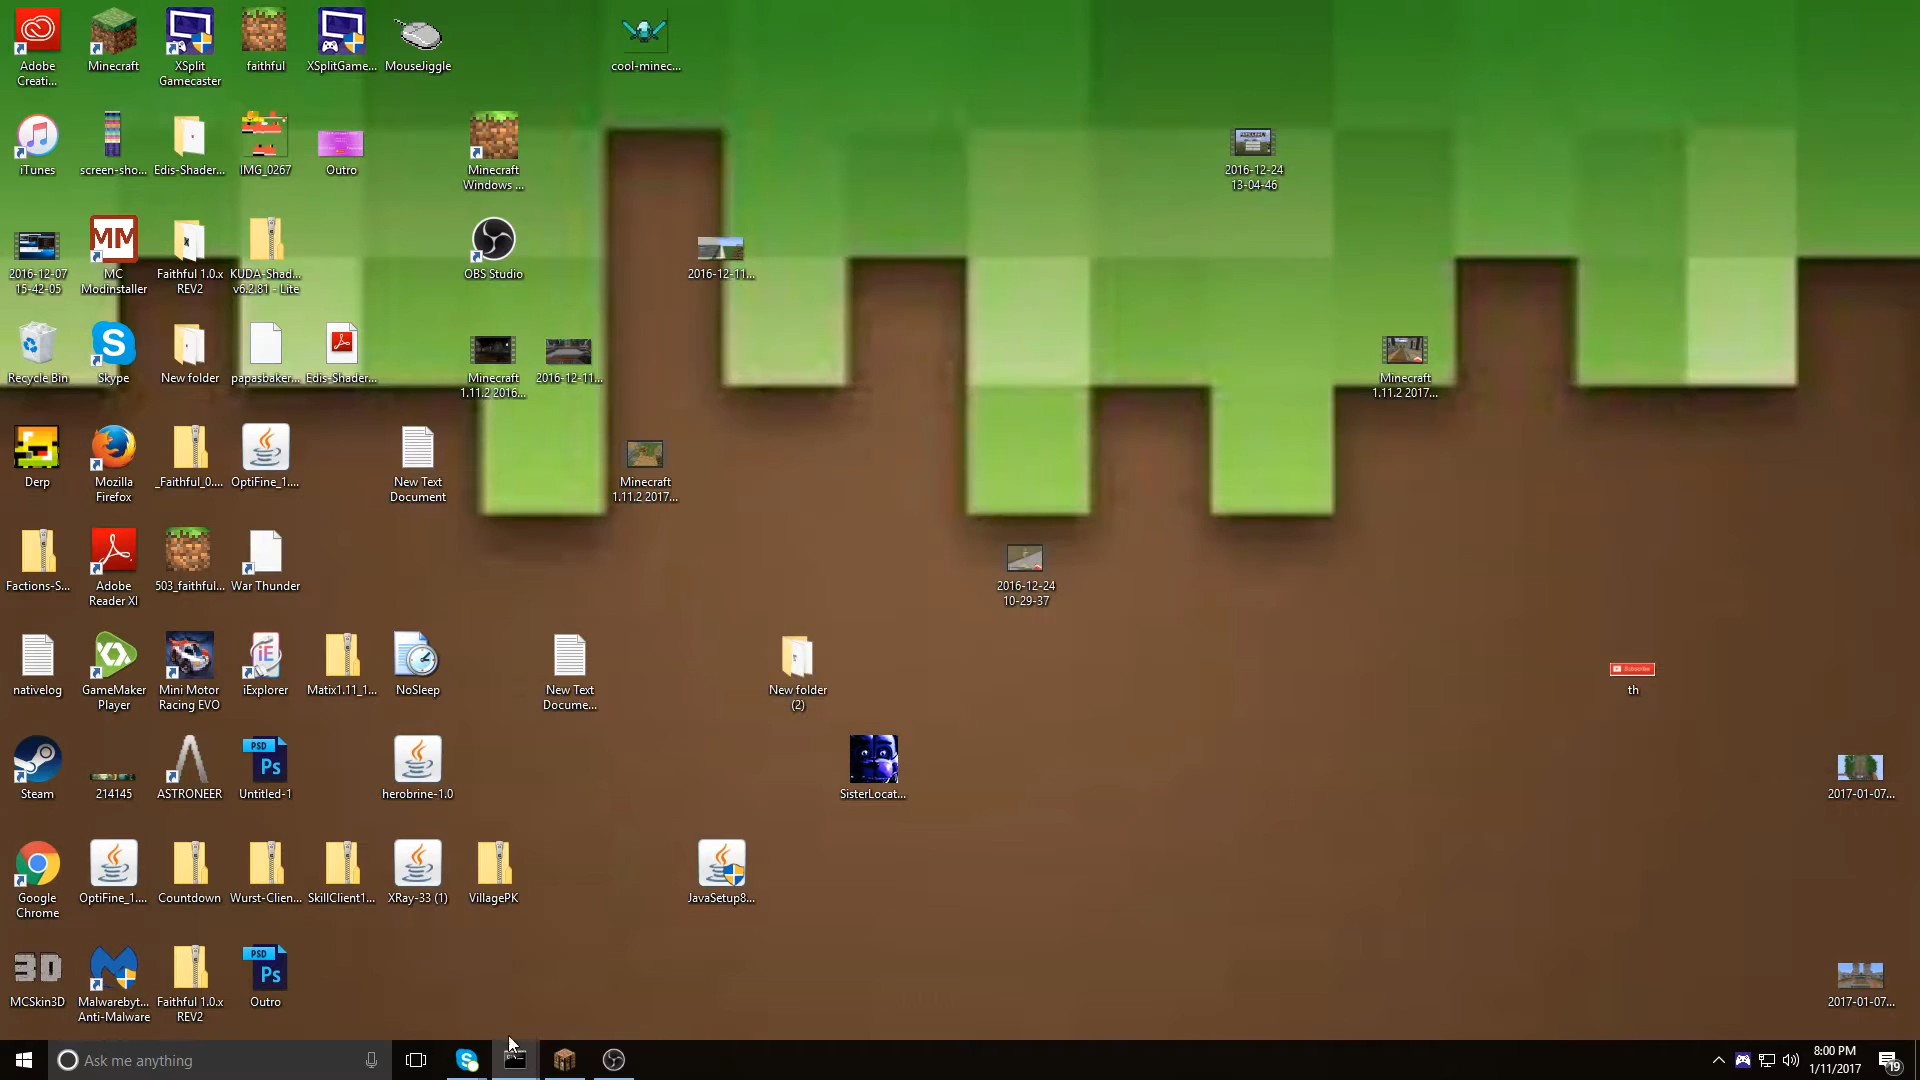 Adobe
Creati...
Minecraft
XSplit
Gamecaster
faithful
XSplitGame...
MouseJiggle
cool-minec...
iTunes
screen-sho...
Edis-Shader...
IMG_0267
Outro
Minecraft
Windows ...
2016-12-24
13-04-46
2016-12-07
15-42-05
MM
MC
Modinstaller
Faithful 1.0.x
REV2
KUDA-Shad...
v6.2.81 - Lite
OBS Studio
2016-12-11...
Recycle Bin
Skype
New folder
papasbaker...
Edis-Shader...
Minecraft
1.11.2 2016...
2016-12-11...
Minecraft
1.11.2 2017...
Derp
Mozilla
Firefox
_Faithful_0....
OptiFine_1....
New Text
Document
Minecraft
1.11.2 2017...
Factions-S...
Adobe
Reader XI
503_faithful...
War Thunder
2016-12-24
10-29-37
nativelog
GameMaker
Player
Mini Motor
Racing EVO
iE
iExplorer
Matix1.11_1...
NoSleep
New Text
Docume...
New folder
(2)
th
Steam
214145
ASTRONEER
PSD
Ps
Untitled-1
herobrine-1.0
SisterLocat...
2017-01-07...
Google
Chrome
OptiFine_1....
Countdown
Wurst-Clien...
SkillClient1...
XRay-33 (1)
VillagePK
JavaSetup8...
3D
MCSkin3D
Malwarebyt...
Anti-Malware
Faithful 1.0.x
REV2
PSD
Ps
Outro
2017-01-07...
Ask me anything
8:00 PM
1/11/2017
19